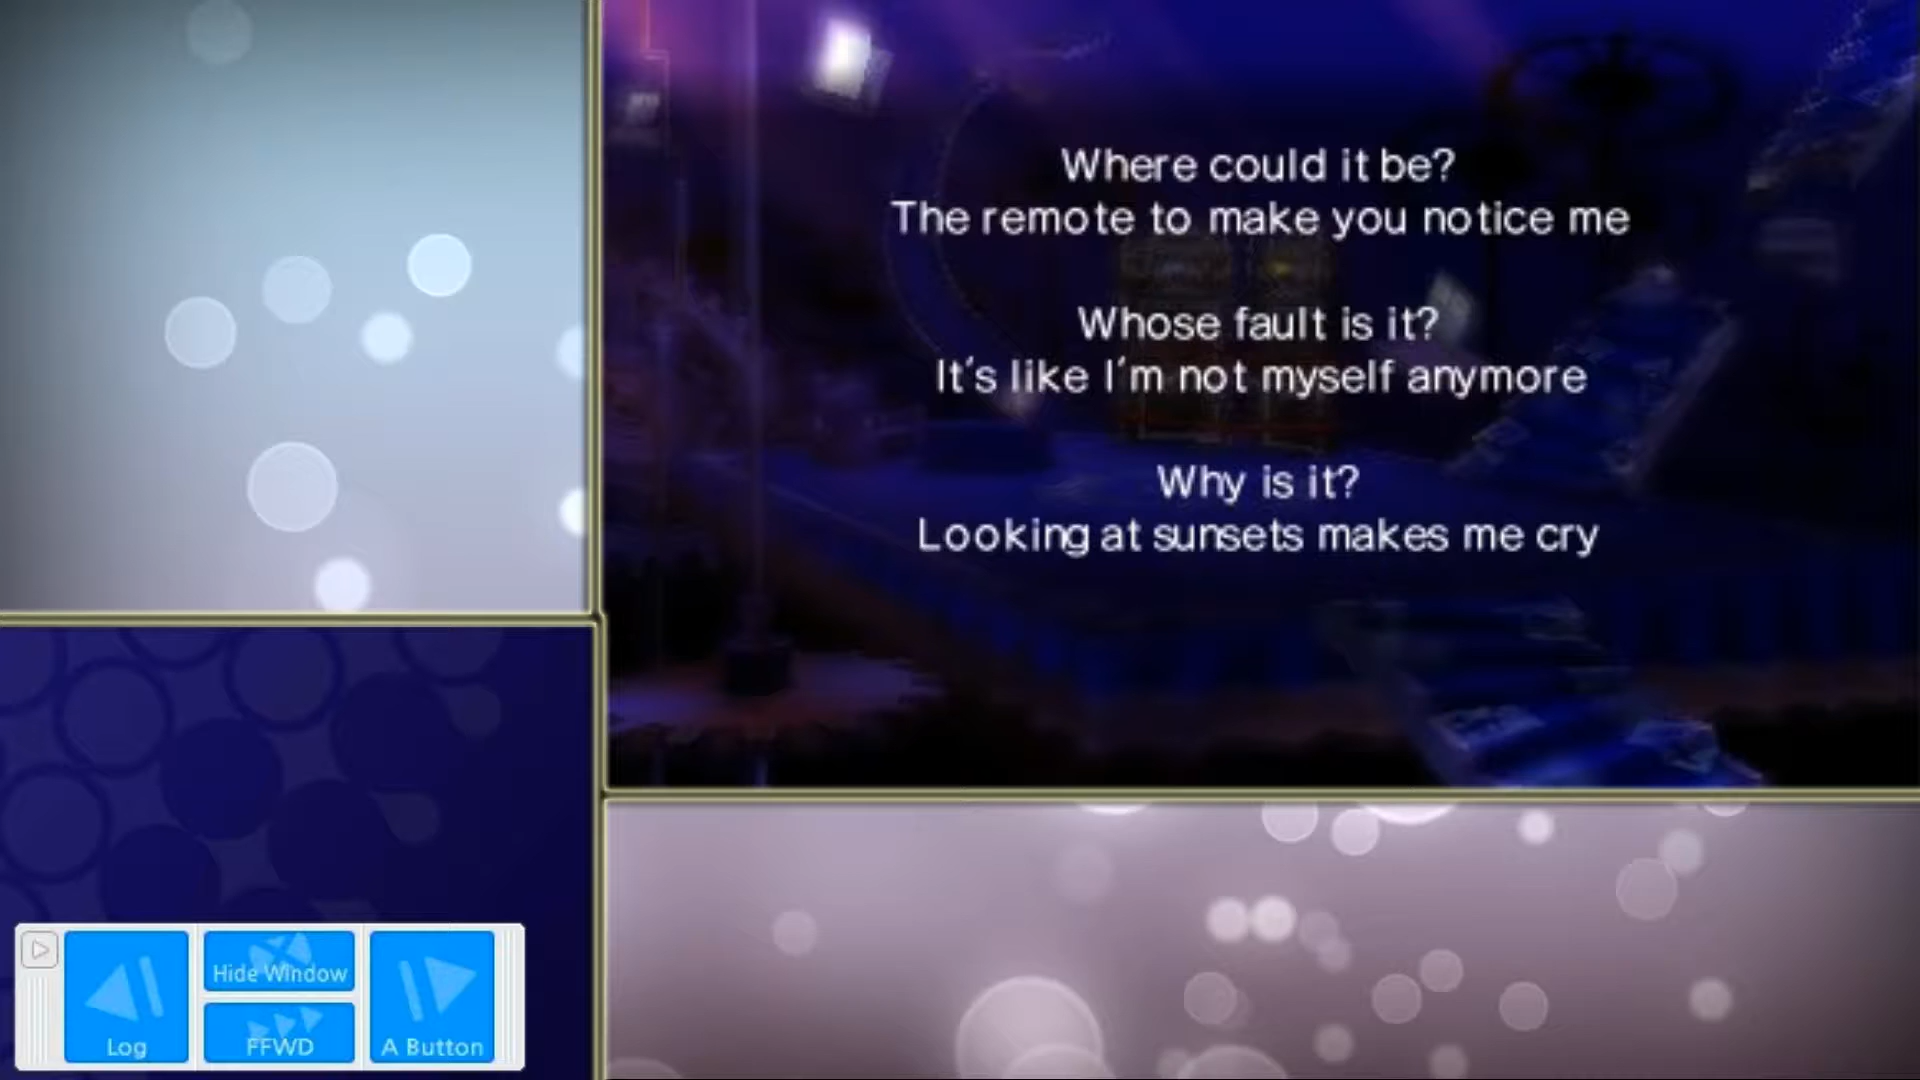 Where could it be?
The remote to make you notice me
Whose fault is it?
It's like I'm not myself anymore
Why is it?
Looking at sunsets makes me cry
Log
Hide Window
FFWD
A Button